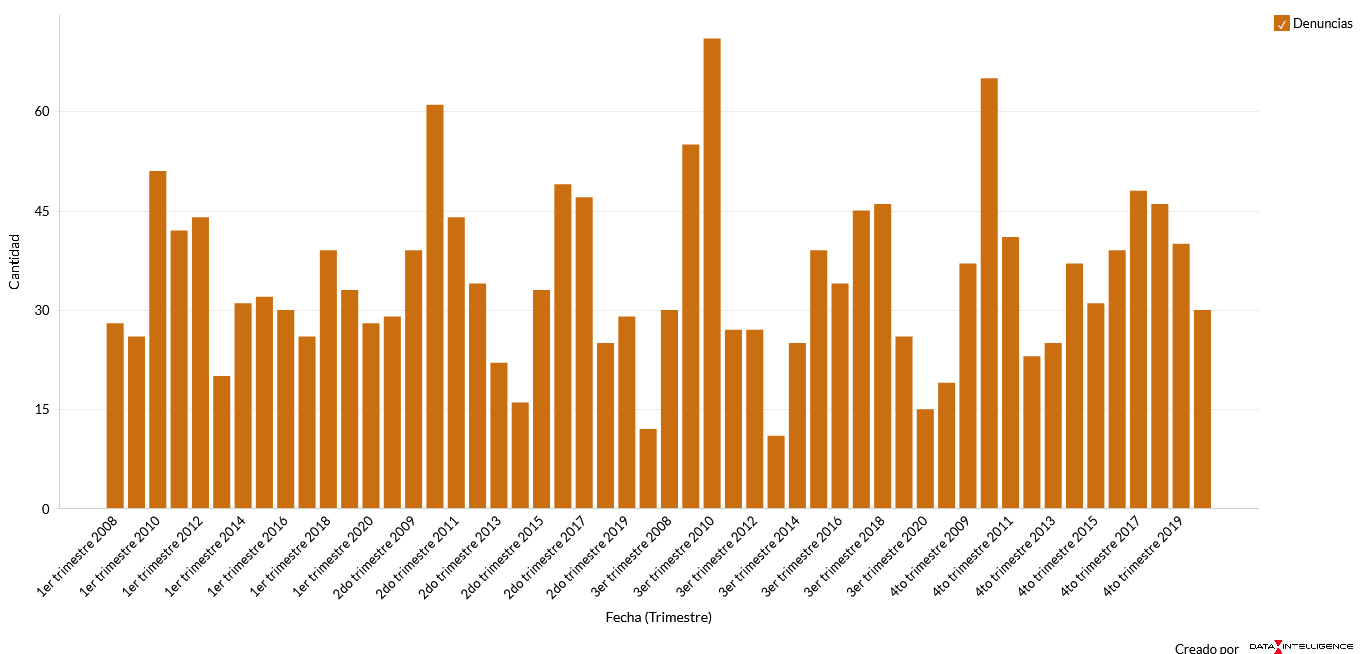 ✓ Denuncias
60
45
30
15
0
Cantidad
1er trimestre 2008
1er trimestre 2010
1er trimestre 2012
1er trimestre 2014
1er trimestre 2016
1er trimestre 2018
1er trimestre 2020
2do trimestre 2009
2do trimestre 2011
2do trimestre 2013
2do trimestre 2015
2do trimestre 2017
2do trimestre 2019
3er trimestre 2008
3er trimestre 2010
3er trimestre 2012
3er trimestre 2014
3er trimestre 2016
3er trimestre 2018
3er trimestre 2020
4to trimestre 2009
4to trimestre 2011
4to trimestre 2013
4to trimestre 2015
4to trimestre 2017
4to trimestre 2019
Fecha (Trimestre)
Creado por DATA INTELLIGENCE